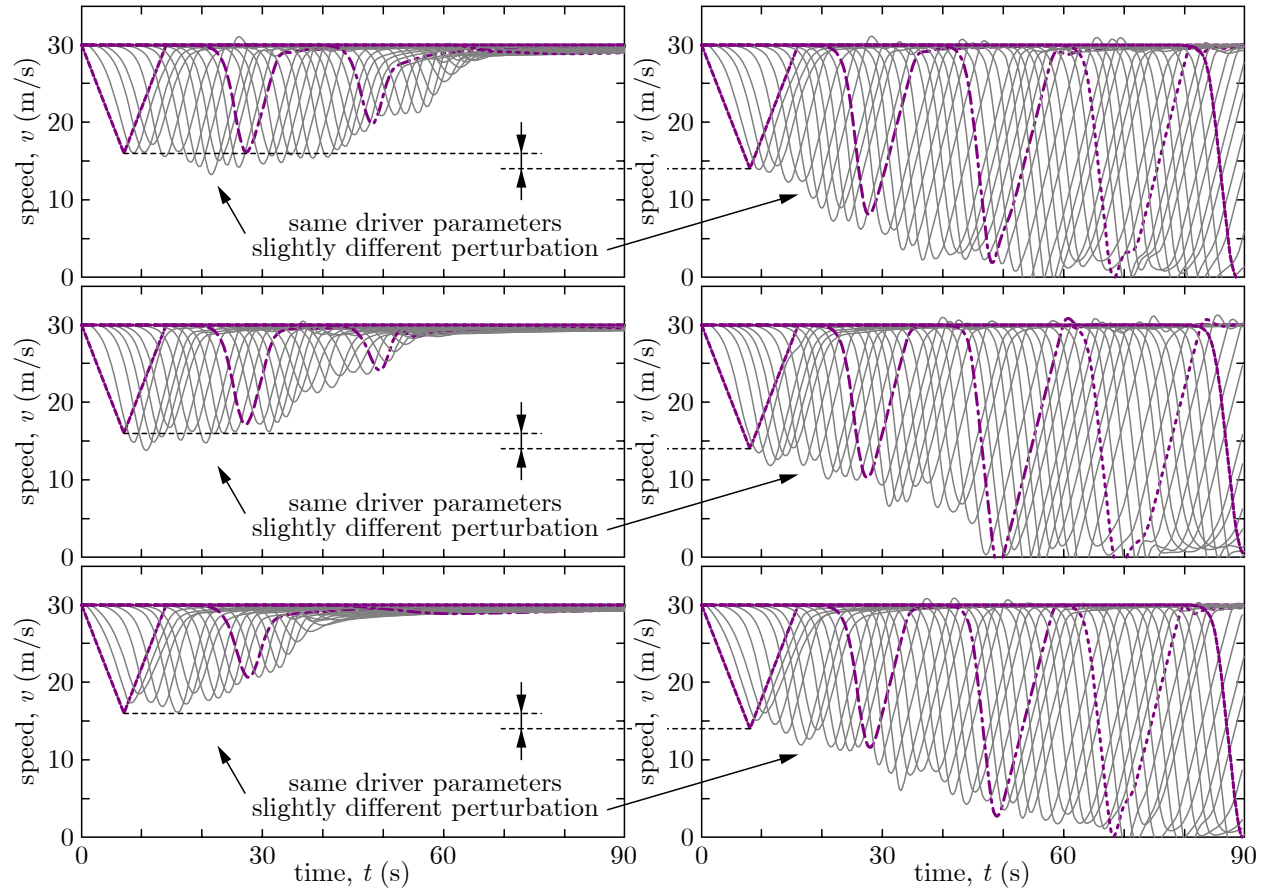 30
20
10
0
speed, v (m/s)
same driver parameters
slightly different perturbation
30
20
10
0
speed, v (m/s)
30
20
10
0
speed, v (m/s)
same driver parameters
slightly different perturbation
30
20
10
0
speed, v (m/s)
30
20
10
0
speed, v (m/s)
same driver parameters
slightly different perturbation
30
20
10
0
speed, v (m/s)
0 30 60 90
time, t (s)
0 30 60 90
time, t (s)